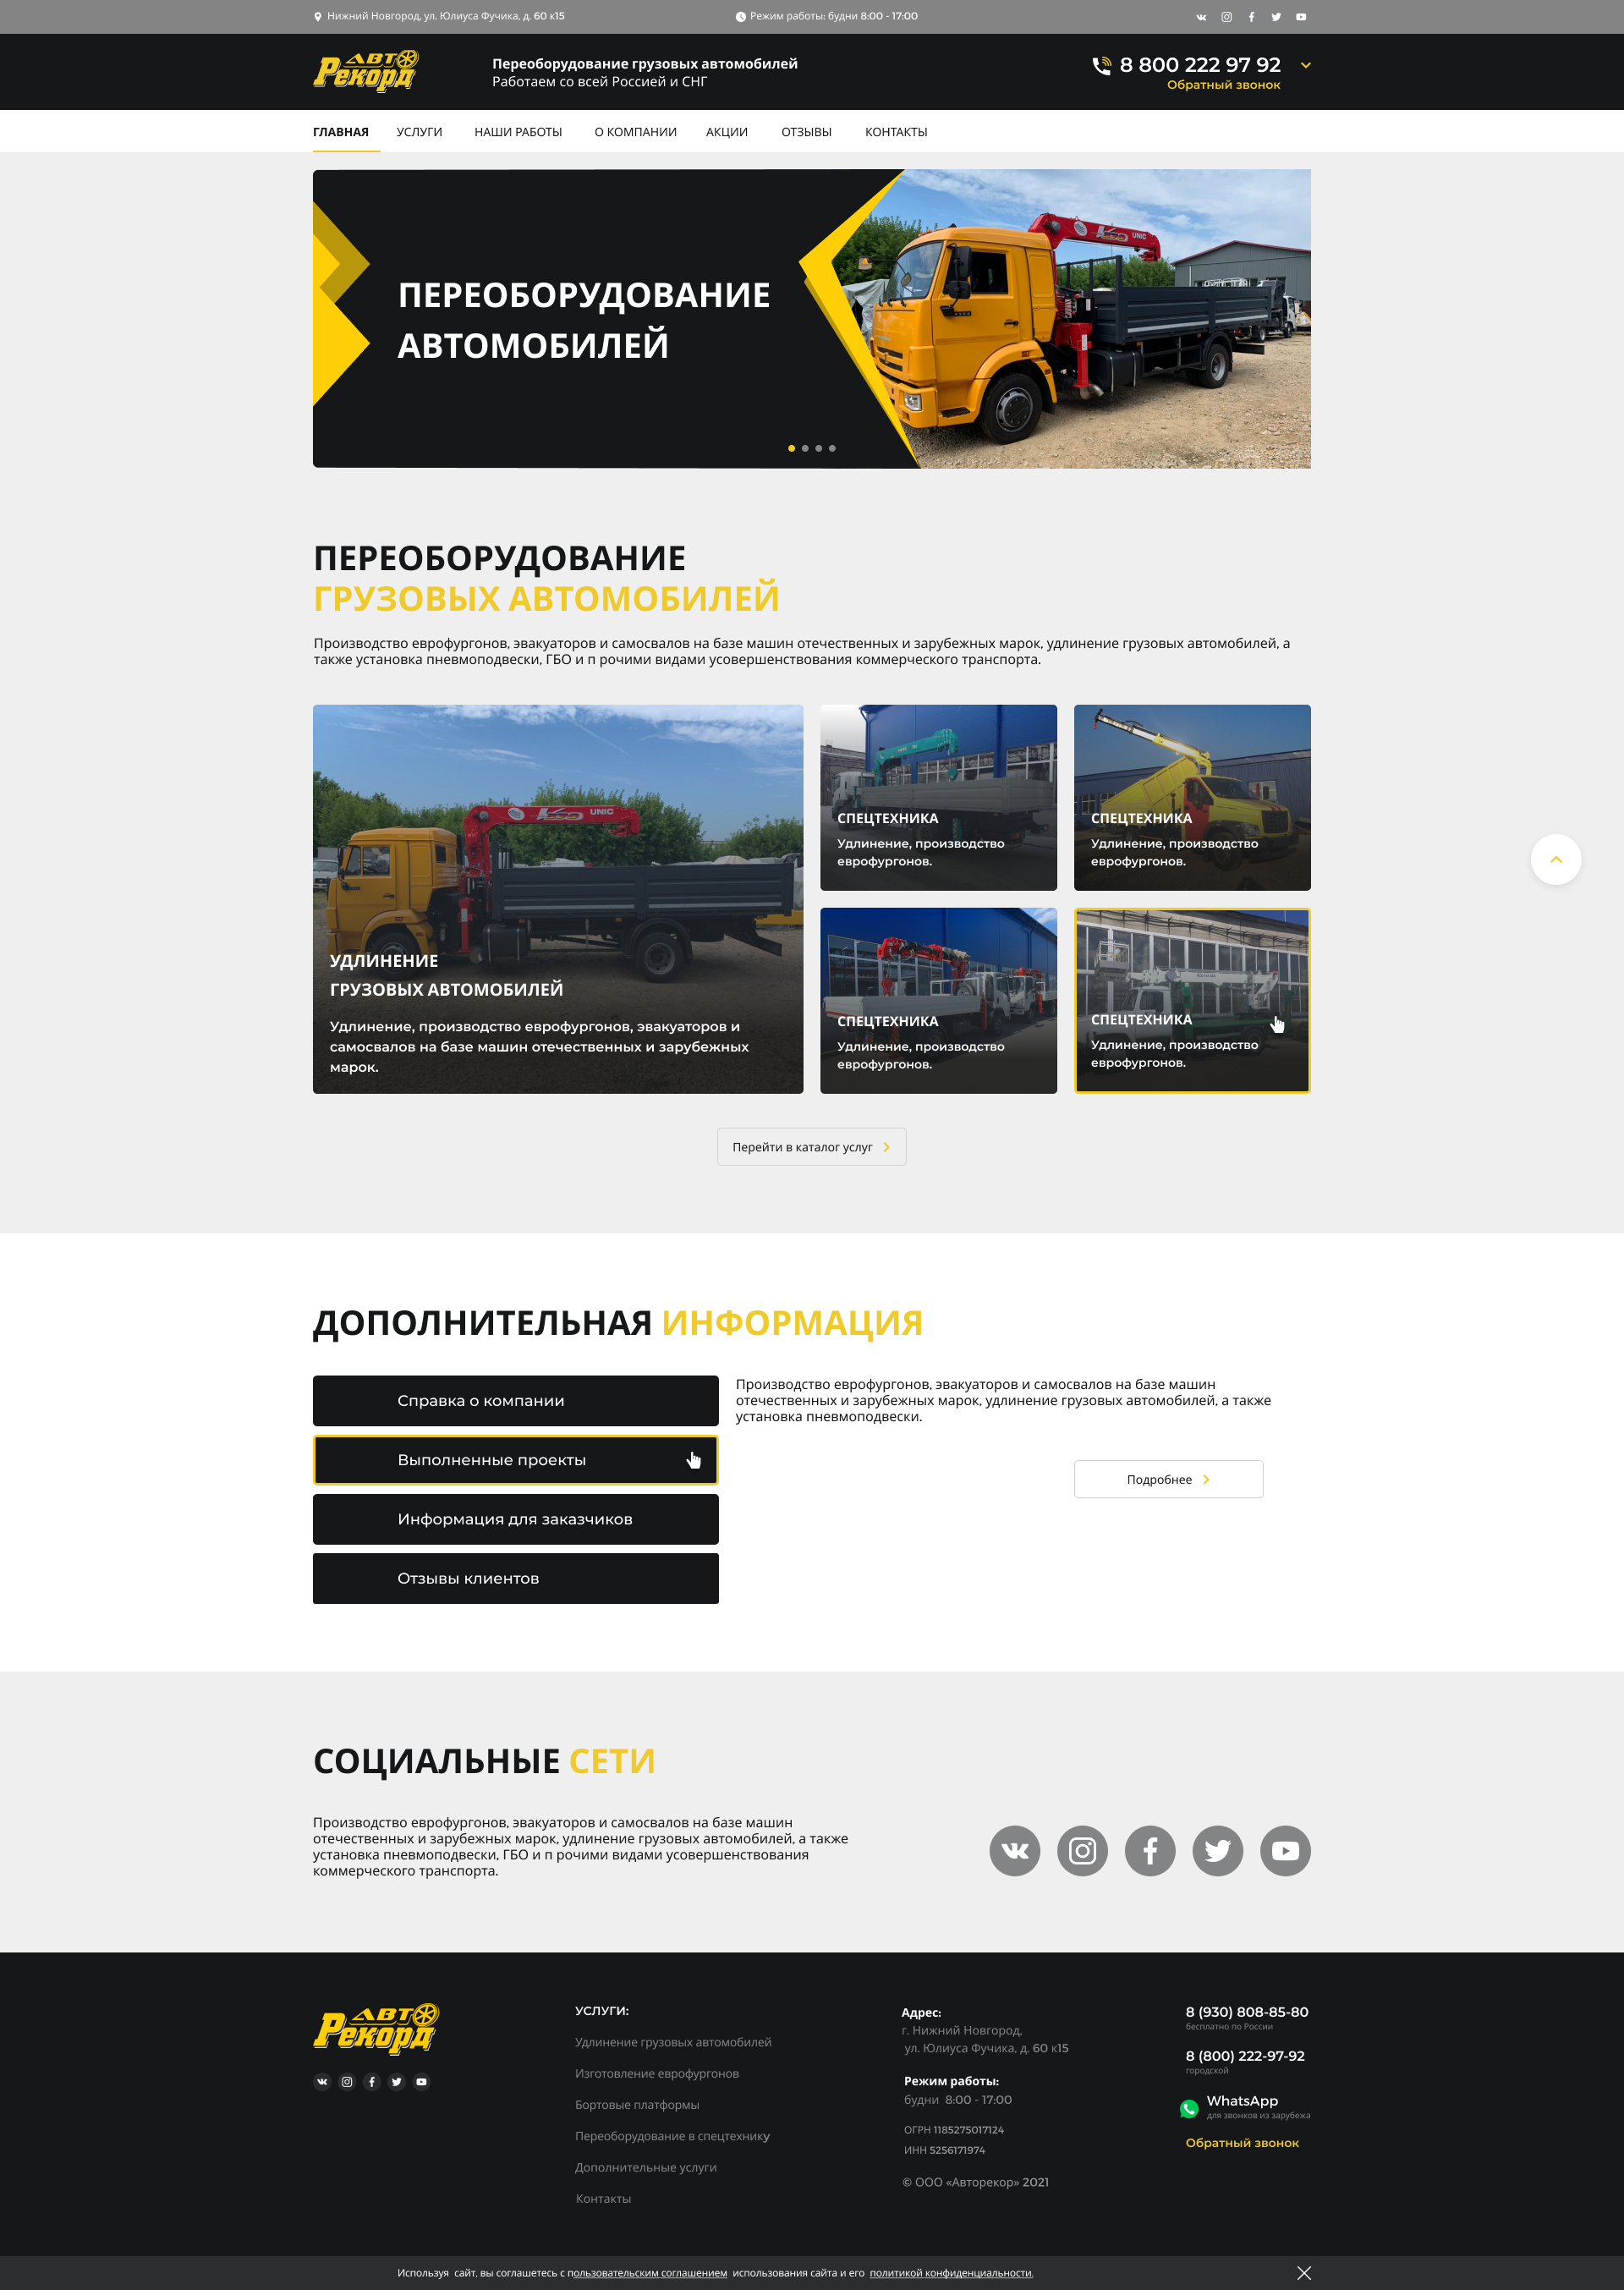 Нижний Новгород, ул. Юлиуса Фучика, д. 60 к15
Режим работы: будни 8:00 - 17:00
АВТО
Рекорд
Переоборудование грузовых автомобилей
Работаем со всей Россией и СНГ
8 800 222 97 92
Обратный звонок
ГЛАВНАЯ УСЛУГИ НАШИ РАБОТЫ О КОМПАНИИ АКЦИИ ОТЗЫВЫ КОНТАКТЫ
ПЕРЕОБОРУДОВАНИЕ
АВТОМОБИЛЕЙ
UNIC
ПЕРЕОБОРУДОВАНИЕ
ГРУЗОВЫХ АВТОМОБИЛЕЙ
Производство еврофургонов, эвакуаторов и самосвалов на базе машин отечественных и зарубежных марок, удлинение грузовых автомобилей, а
также установка пневмоподвески, ГБО и п рочими видами усовершенствования коммерческого транспорта.
UNIC
УДЛИНЕНИЕ
ГРУЗОВЫХ АВТОМОБИЛЕЙ
Удлинение, производство еврофургонов, эвакуаторов и
самосвалов на базе машин отечественных и зарубежных
марок.
СПЕЦТЕХНИКА
Удлинение, производство
еврофургонов.
СПЕЦТЕХНИКА
Удлинение, производство
еврофургонов.
СПЕЦТЕХНИКА
Удлинение, производство
еврофургонов.
СПЕЦТЕХНИКА
Удлинение, производство
еврофургонов.
Перейти в каталог услуг
ДОПОЛНИТЕЛЬНАЯ ИНФОРМАЦИЯ
Справка о компании
Выполненные проекты
Информация для заказчиков
Отзывы клиентов
Производство еврофургонов, эвакуаторов и самосвалов на базе машин
отечественных и зарубежных марок, удлинение грузовых автомобилей, а также
установка пневмоподвески.
Подробнее
СОЦИАЛЬНЫЕ СЕТИ
Производство еврофургонов, эвакуаторов и самосвалов на базе машин
отечественных и зарубежных марок, удлинение грузовых автомобилей, а также
установка пневмоподвески, ГБО и п рочими видами усовершенствования
коммерческого транспорта.
АВТО
Рекорд
УСЛУГИ:
Удлинение грузовых автомобилей
Изготовление еврофургонов
Бортовые платформы
Переоборудование в спецтехнику
Дополнительные услуги
Контакты
Адрес:
г. Нижний Новгород,
ул. Юлиуса Фучика, д. 60 к15
Режим работы:
будни 8:00 - 17:00
ОГРН 1185275017124
ИНН 5256171974
© ООО «Авторекор» 2021
8 (930) 808-85-80
бесплатно по России
8 (800) 222-97-92
городской
WhatsApp
для звонков из зарубежа
Обратный звонок
Используя сайт, вы соглашетесь с пользовательским соглашением использования сайта и его политикой конфиденциальности.